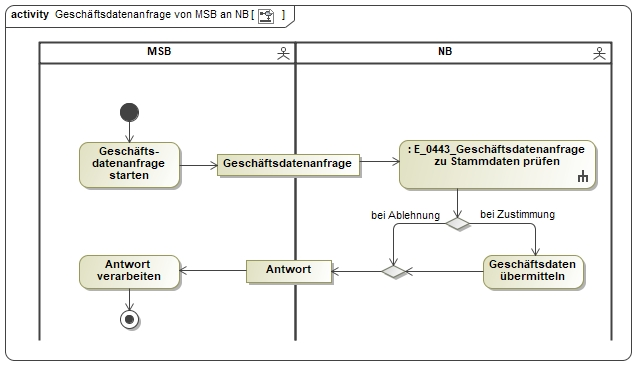 activity Geschäftsdatenanfrage von MSB an NB [ ]
MSB
NB
Geschäfts-
datenanfrage
starten
Geschäftsdatenanfrage
: E_0443_Geschäftsdatenanfrage
zu Stammdaten prüfen
bei Ablehnung
bei Zustimmung
Antwort
verarbeiten
Antwort
Geschäftsdaten
übermitteln